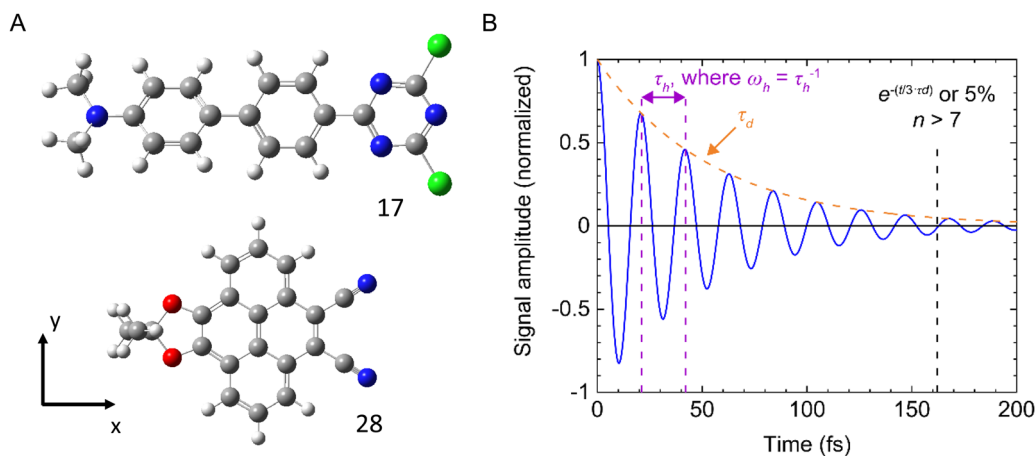 A
17
28
y
x
B
Signal amplitude (normalized)
1
0.5
0
-0.5
-1
τh, where ωh = τh-1
τd
e-(t/3·τd) or 5%
n > 7
0
50
100
150
200
Time (fs)